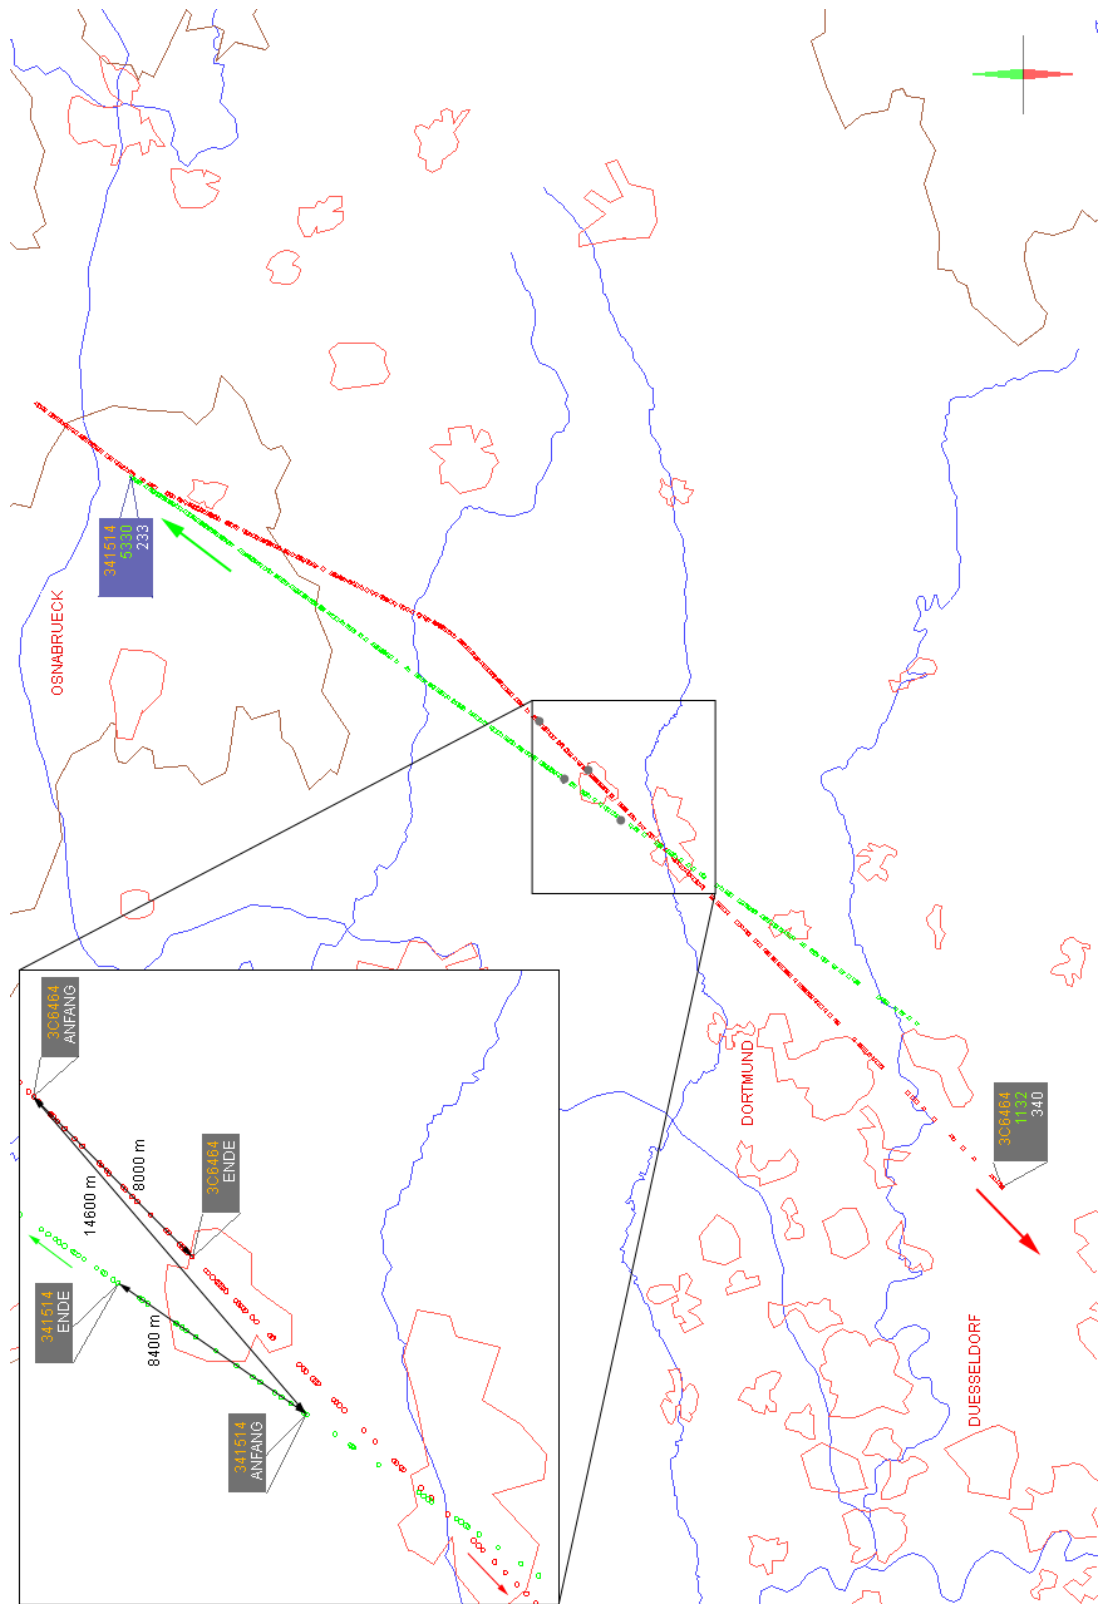 OSNABRUECK
341514
5330
233
3C6464
ANFANG
14600 m
8000 m
3C6464
ENDE
341514
ENDE
8400 m
341514
ANFANG
DORTMUND
3C6464
1132
340
DUESSELDORF